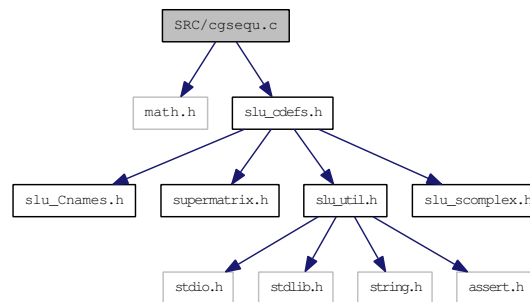 SRC/cgsequ.c
math.h
slu_cdefs.h
slu_Cnames.h
supermatrix.h
slu_util.h
slu_scomplex.h
stdio.h
stdlib.h
string.h
assert.h